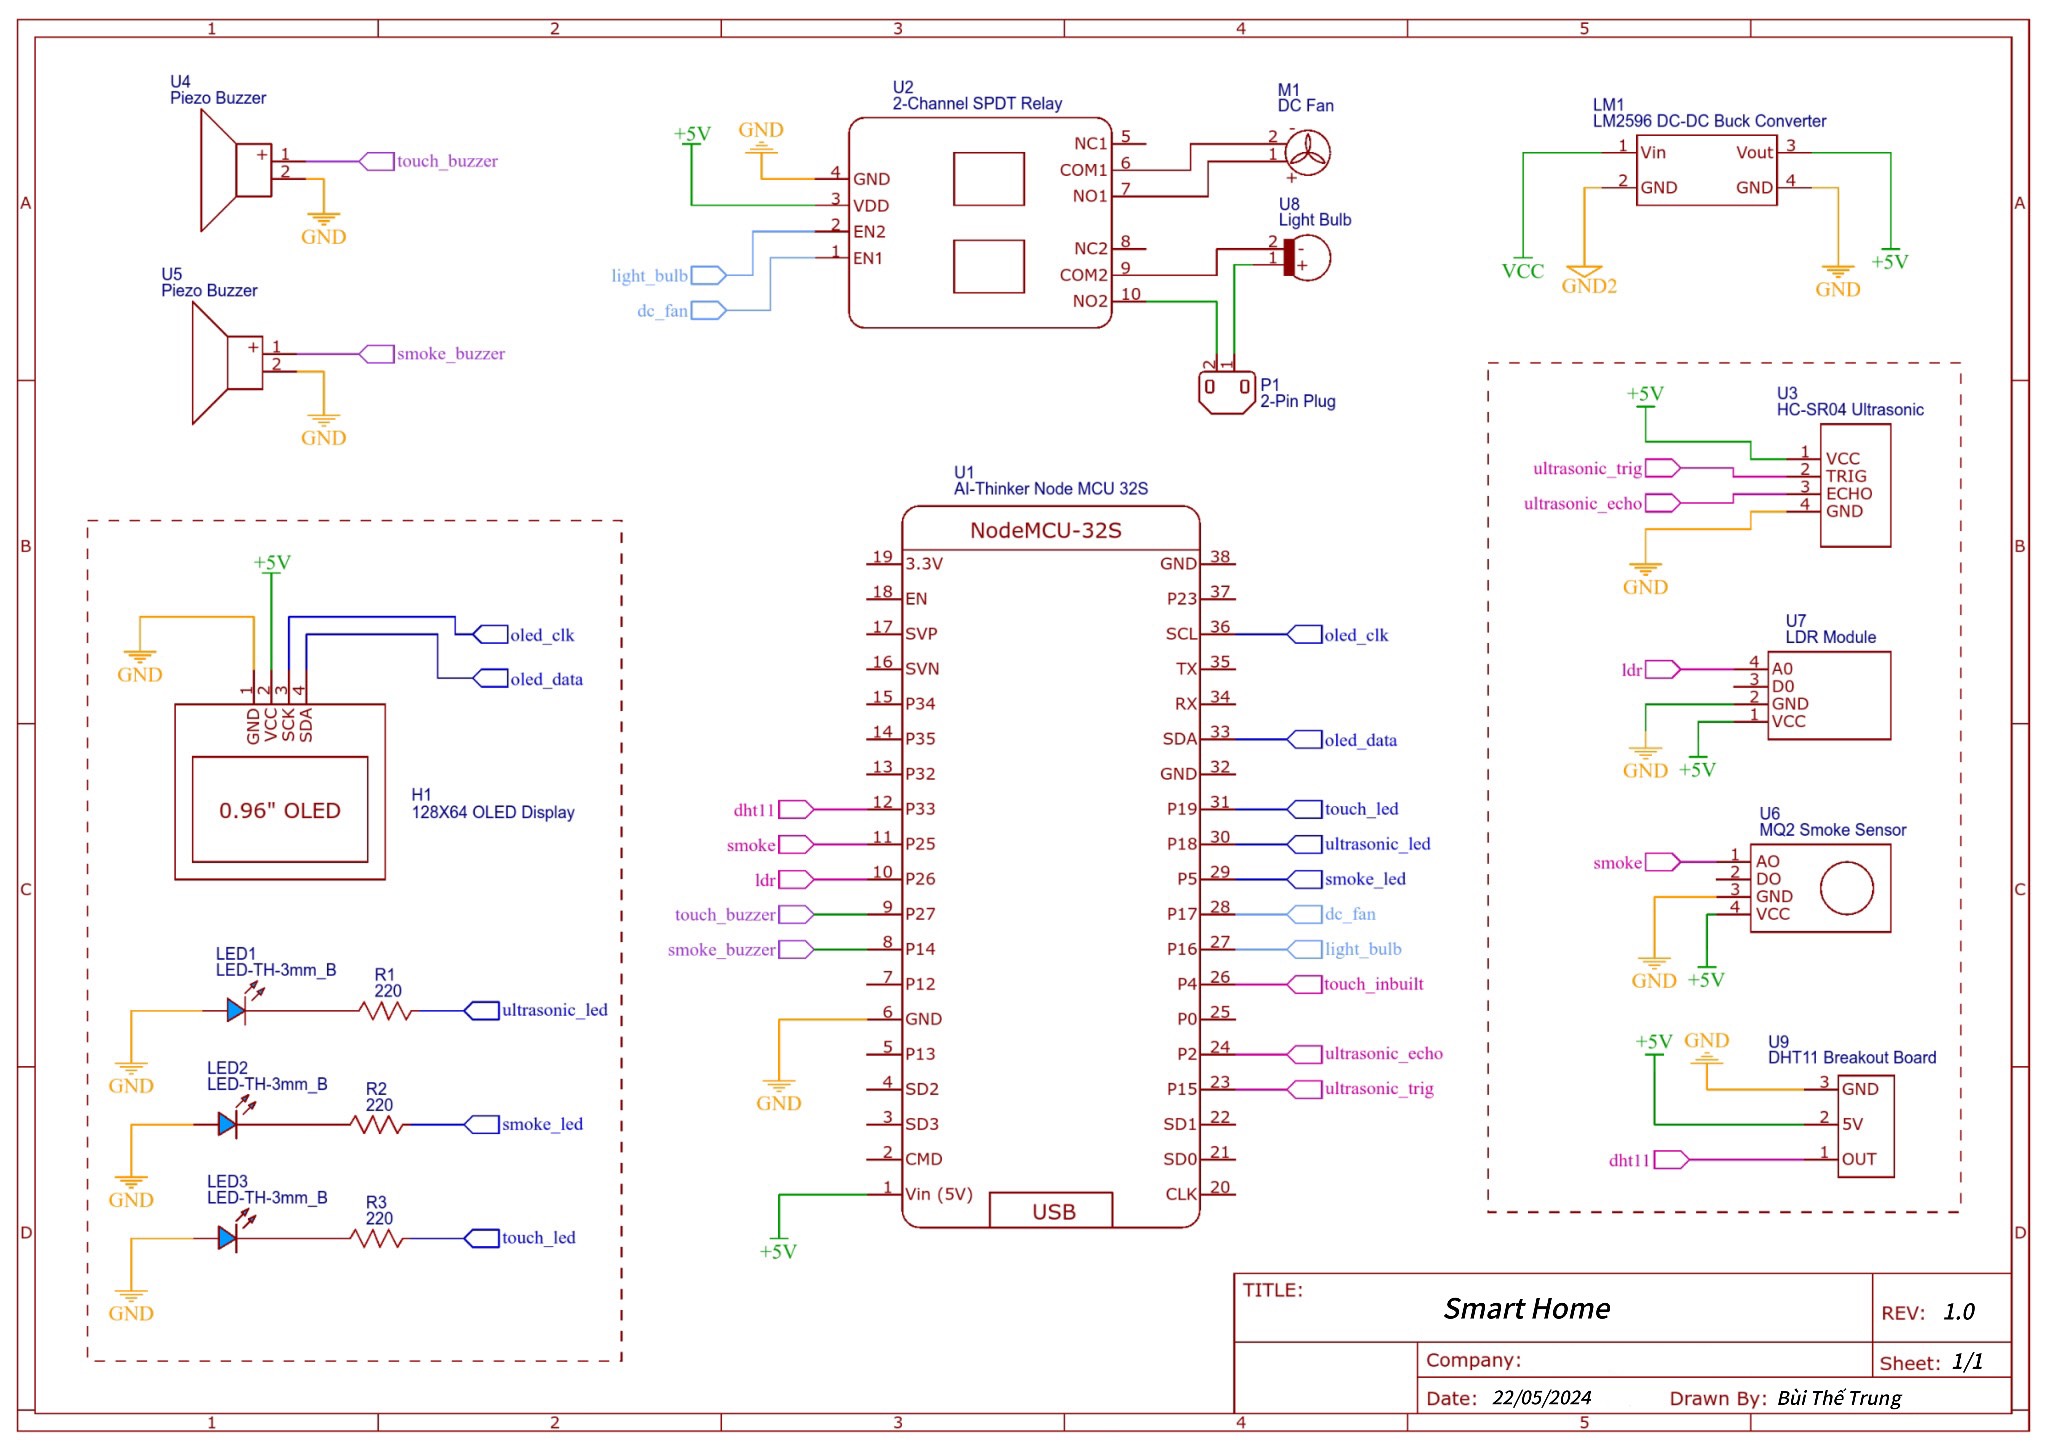 1 2 3 4 5
A
B
C
D
A
B
C
D
U4
Piezo Buzzer
+ 1
2
touch_buzzer
GND
U5
Piezo Buzzer
+ 1
2
smoke_buzzer
GND
U2
2-Channel SPDT Relay
+5V
GND
4 GND
3 VDD
2 EN2
1 EN1
light_bulb
dc_fan
NC1 5
COM1 6
NO1 7
NC2 8
COM2 9
NO2 10
M1
DC Fan
-
2
1
+
U8
Light Bulb
2 -
1 +
2 1
P1
2-Pin Plug
LM1
LM2596 DC-DC Buck Converter
1 Vin Vout 3
2 GND GND 4
VCC
GND2
GND
+5V
+5V
U3
HC-SR04 Ultrasonic
1 VCC
ultrasonic_trig 2 TRIG
ultrasonic_echo 3 ECHO
4 GND
GND
U7
LDR Module
ldr 4 A0
3 D0
2 GND
1 VCC
GND +5V
U6
MQ2 Smoke Sensor
smoke 1 AO
2 DO
3 GND
4 VCC
GND +5V
+5V GND
U9
DHT11 Breakout Board
3 GND
2 5V
dht11 1 OUT
U1
AI-Thinker Node MCU 32S
NodeMCU-32S
19 3.3V GND 38
18 EN P23 37
17 SVP SCL 36 oled_clk
16 SVN TX 35
15 P34 RX 34
14 P35 SDA 33 oled_data
13 P32 GND 32
dht11 12 P33 P19 31 touch_led
smoke 11 P25 P18 30 ultrasonic_led
ldr 10 P26 P5 29 smoke_led
touch_buzzer 9 P27 P17 28 dc_fan
smoke_buzzer 8 P14 P16 27 light_bulb
7 P12 P4 26 touch_inbuilt
6 GND P0 25
5 P13 P2 24 ultrasonic_echo
GND 4 SD2 P15 23 ultrasonic_trig
3 SD3 SD1 22
2 CMD SD0 21
1 Vin (5V) CLK 20
USB
+5V
+5V
oled_clk
oled_data
GND
1 2 3 4
GND VCC SCK SDA
0.96" OLED
H1
128X64 OLED Display
LED1
LED-TH-3mm_B
R1
220
ultrasonic_led
GND
LED2
LED-TH-3mm_B
R2
220
smoke_led
GND
LED3
LED-TH-3mm_B
R3
220
touch_led
GND
TITLE:
Smart Home
REV: 1.0
Company:
Sheet: 1/1
Date: 22/05/2024
Drawn By: Bùi Thế Trung
1 2 3 4 5